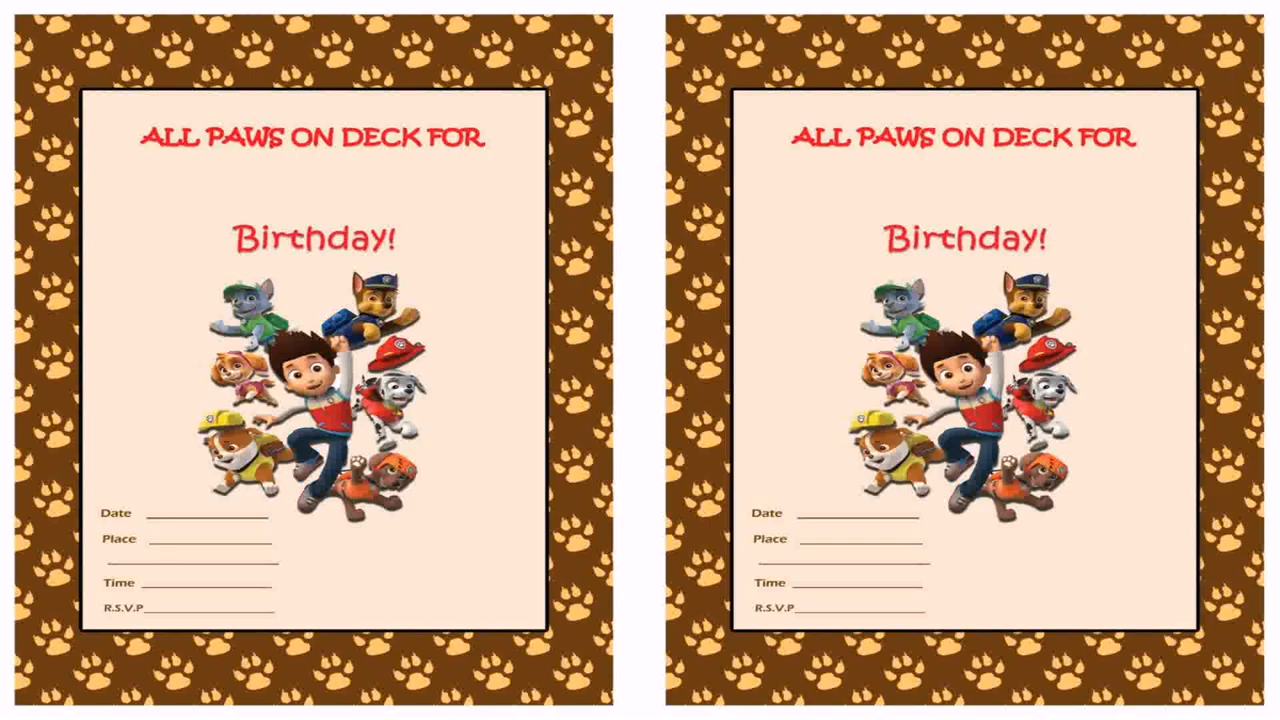 ALL PAWS ON DECK FOR
Birthday!
Date
Place
Time
R.S.V.P
ALL PAWS ON DECK FOR
Birthday!
Date
Place
Time
R.S.V.P